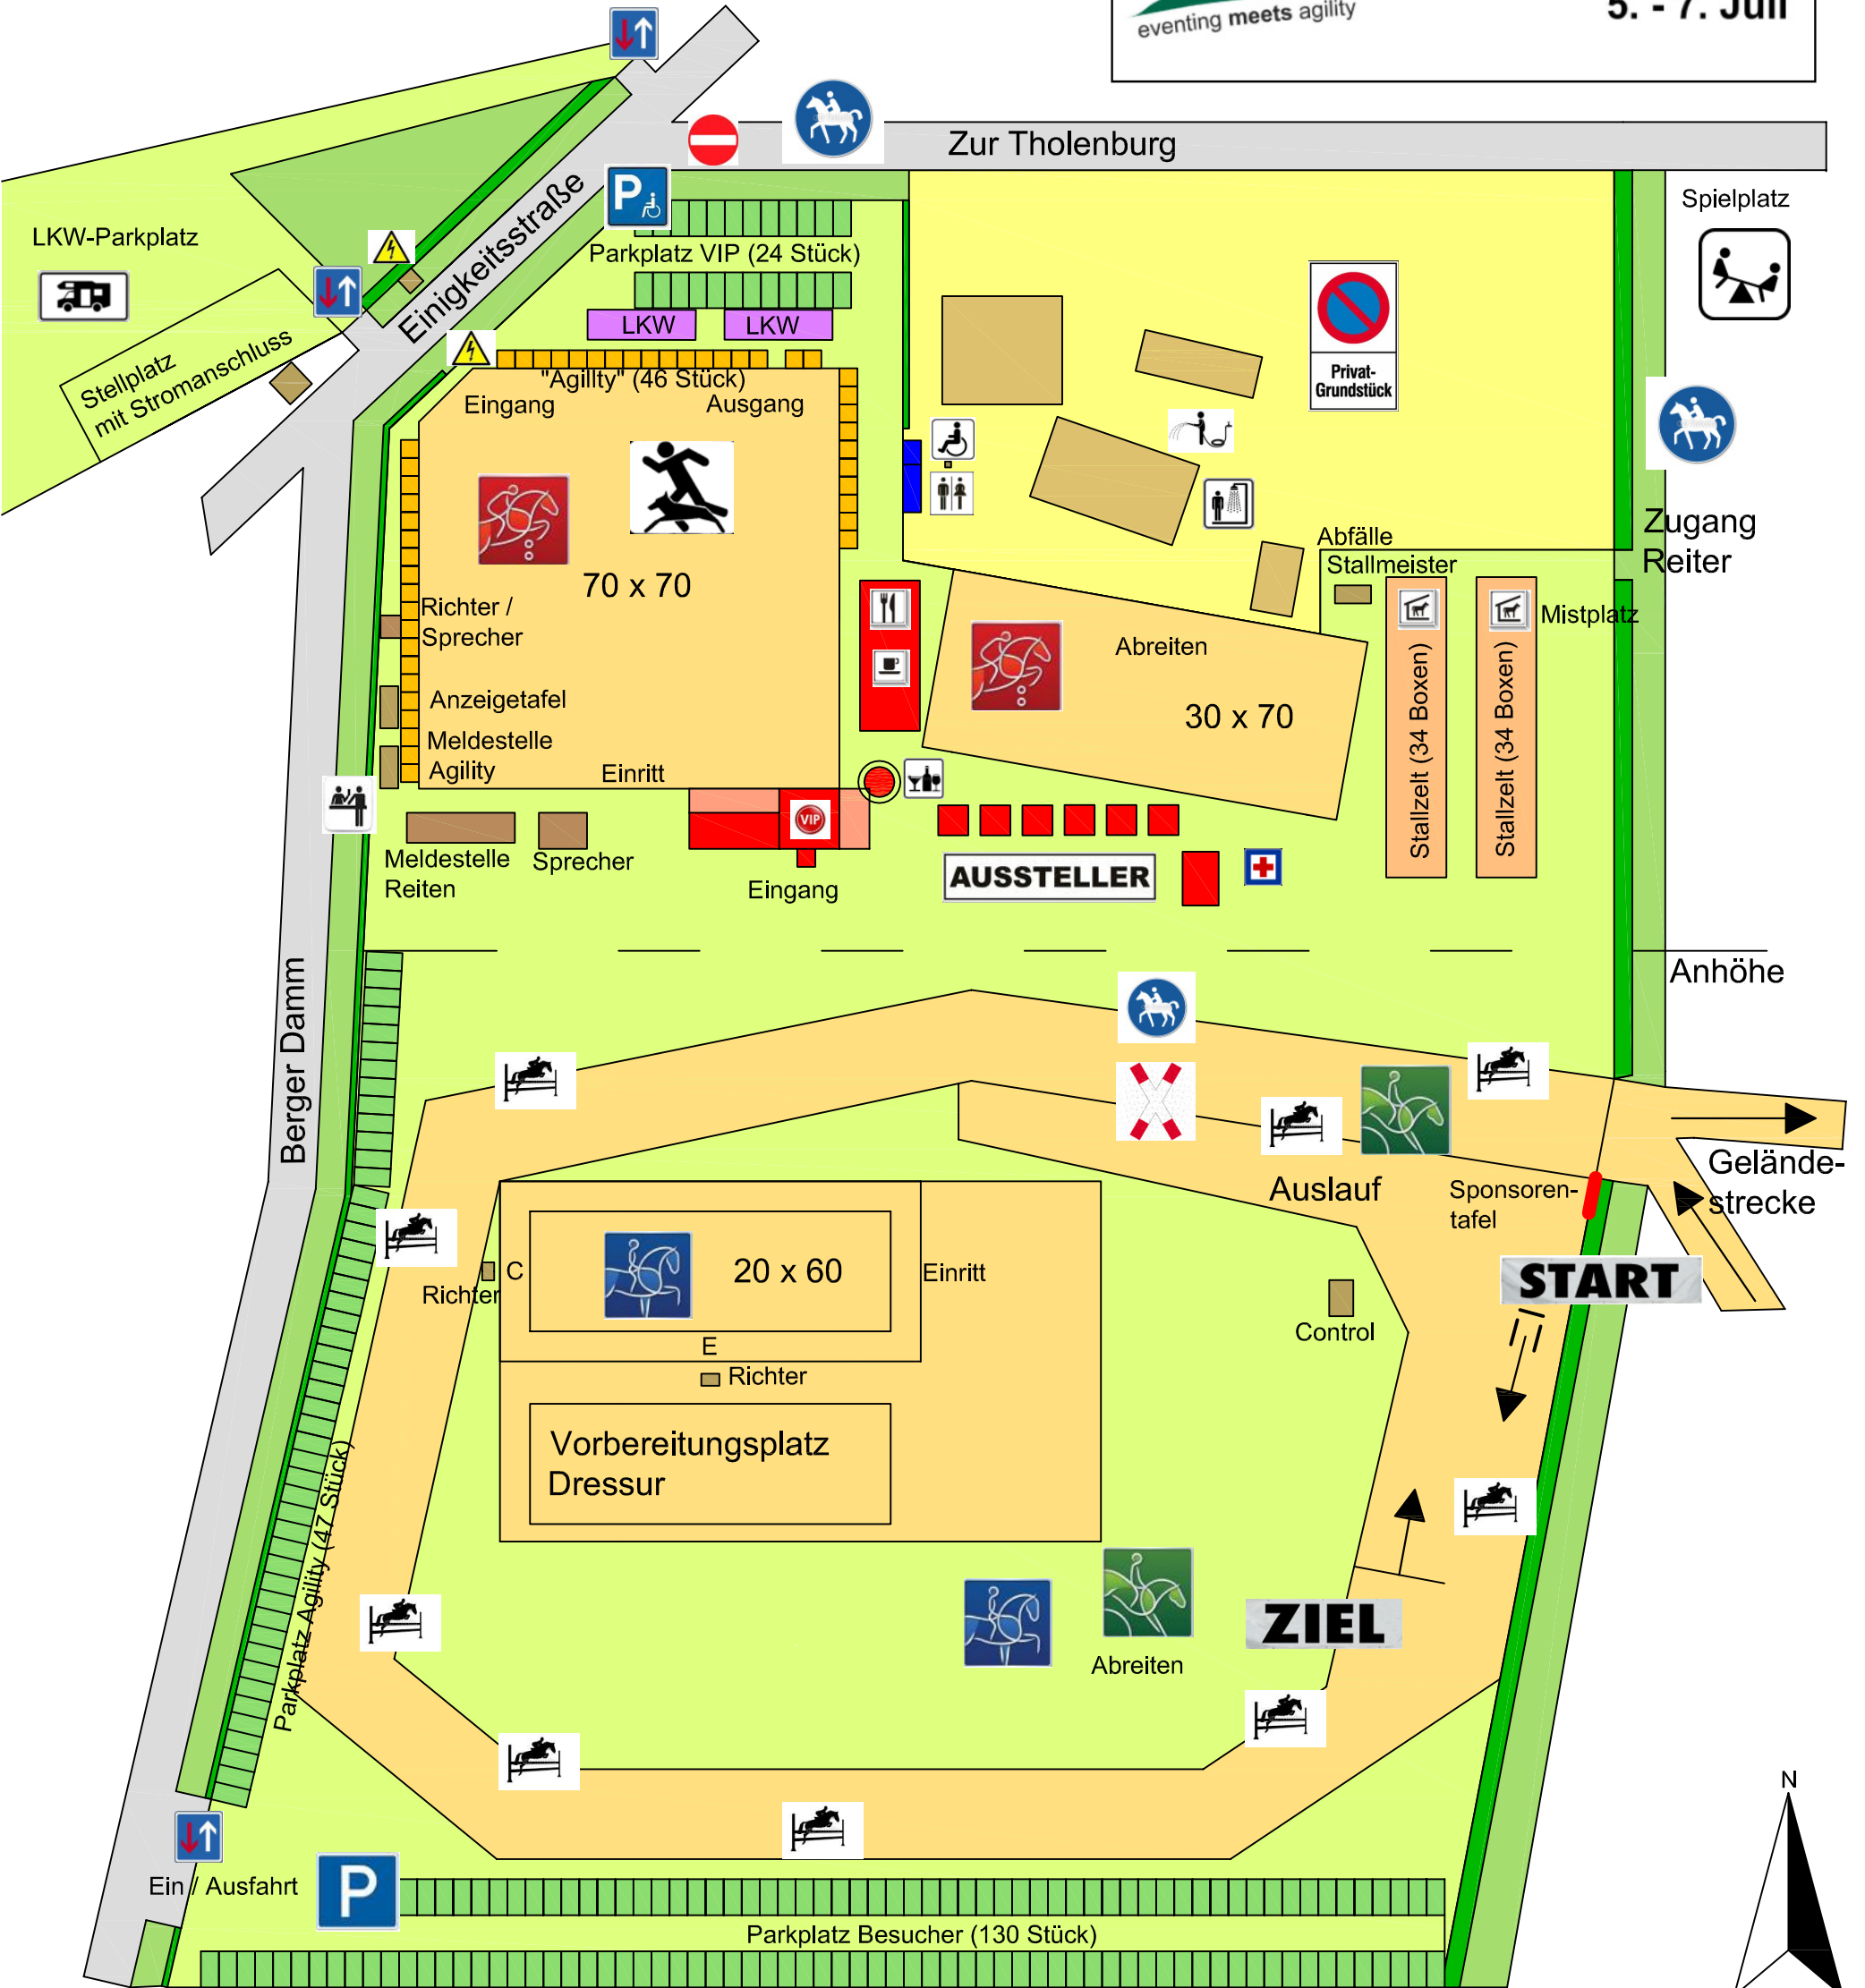 eventing meets agility
5. - 7. Juli
Zur Tholenburg
Einigkeitsstraße
P
Parkplatz VIP (24 Stück)
LKW
LKW
LKW-Parkplatz
Stellplatz
mit Stromanschluss
"Agility" (46 Stück)
Eingang
Ausgang
70 x 70
Richter /
Sprecher
Anzeigetafel
Meldestelle
Agility
Einritt
Privat-
Grundstück
Spielplatz
Zugang
Reiter
Abfälle
Stallmeister
Mistplatz
Stallzelt (34 Boxen)
Stallzelt (34 Boxen)
Abreiten
30 x 70
VIP
Meldestelle
Reiten
Sprecher
Eingang
AUSSTELLER
Anhöhe
Berger Damm
Gelände-
strecke
Auslauf
Sponsoren-
tafel
START
C
20 x 60
Einritt
Richter
E
Richter
Control
Vorbereitungsplatz
Dressur
Parkplatz Agility (47 Stück)
ZIEL
Abreiten
N
Ein / Ausfahrt
P
Parkplatz Besucher (130 Stück)